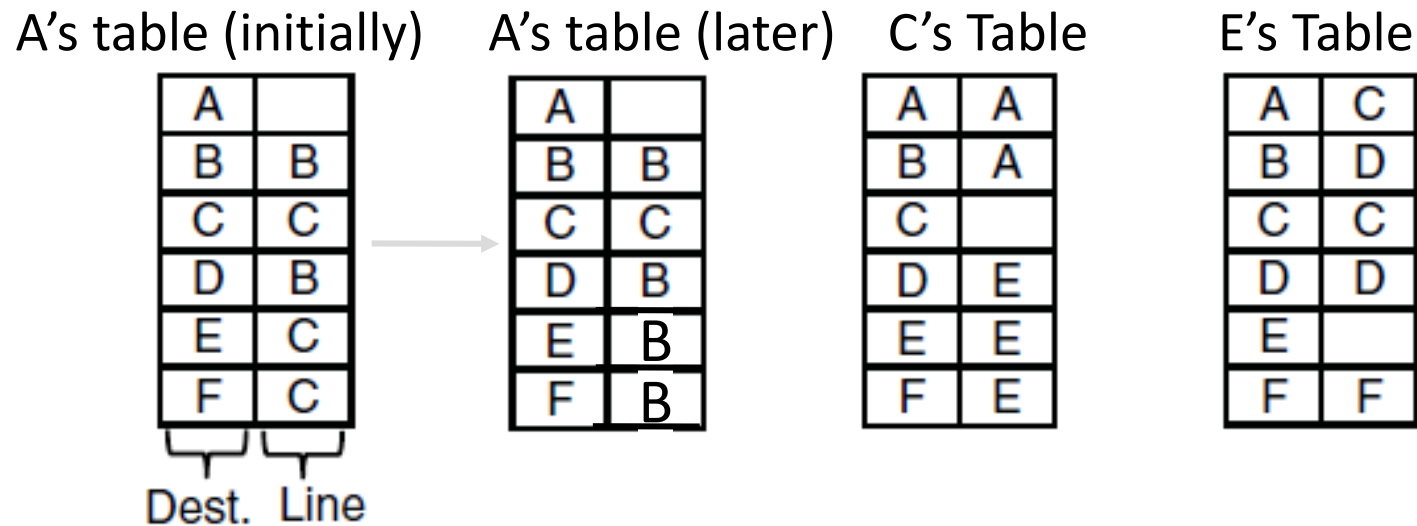 A’s table (initially) A’s table (later) C’s Table E’s Table
A A A A A C
B B B B B A B D
C C C C C C C
D B D B D E D D
E C E B E E E
F C F B F E F F
Dest. Line